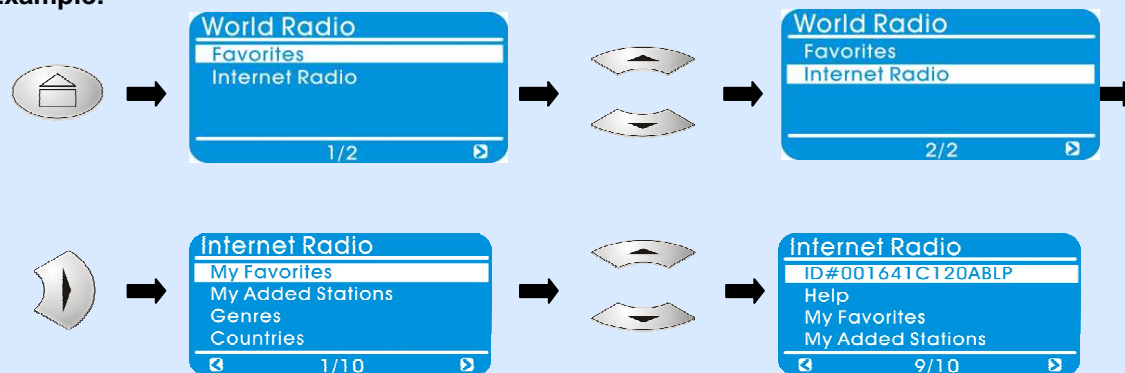 Example:
World Radio
Favorites
Internet Radio
1/2
World Radio
Favorites
Internet Radio
2/2
Internet Radio
My Favorites
My Added Stations
Genres
Countries
1/10
Internet Radio
ID#001641C120ABLP
Help
My Favorites
My Added Stations
9/10